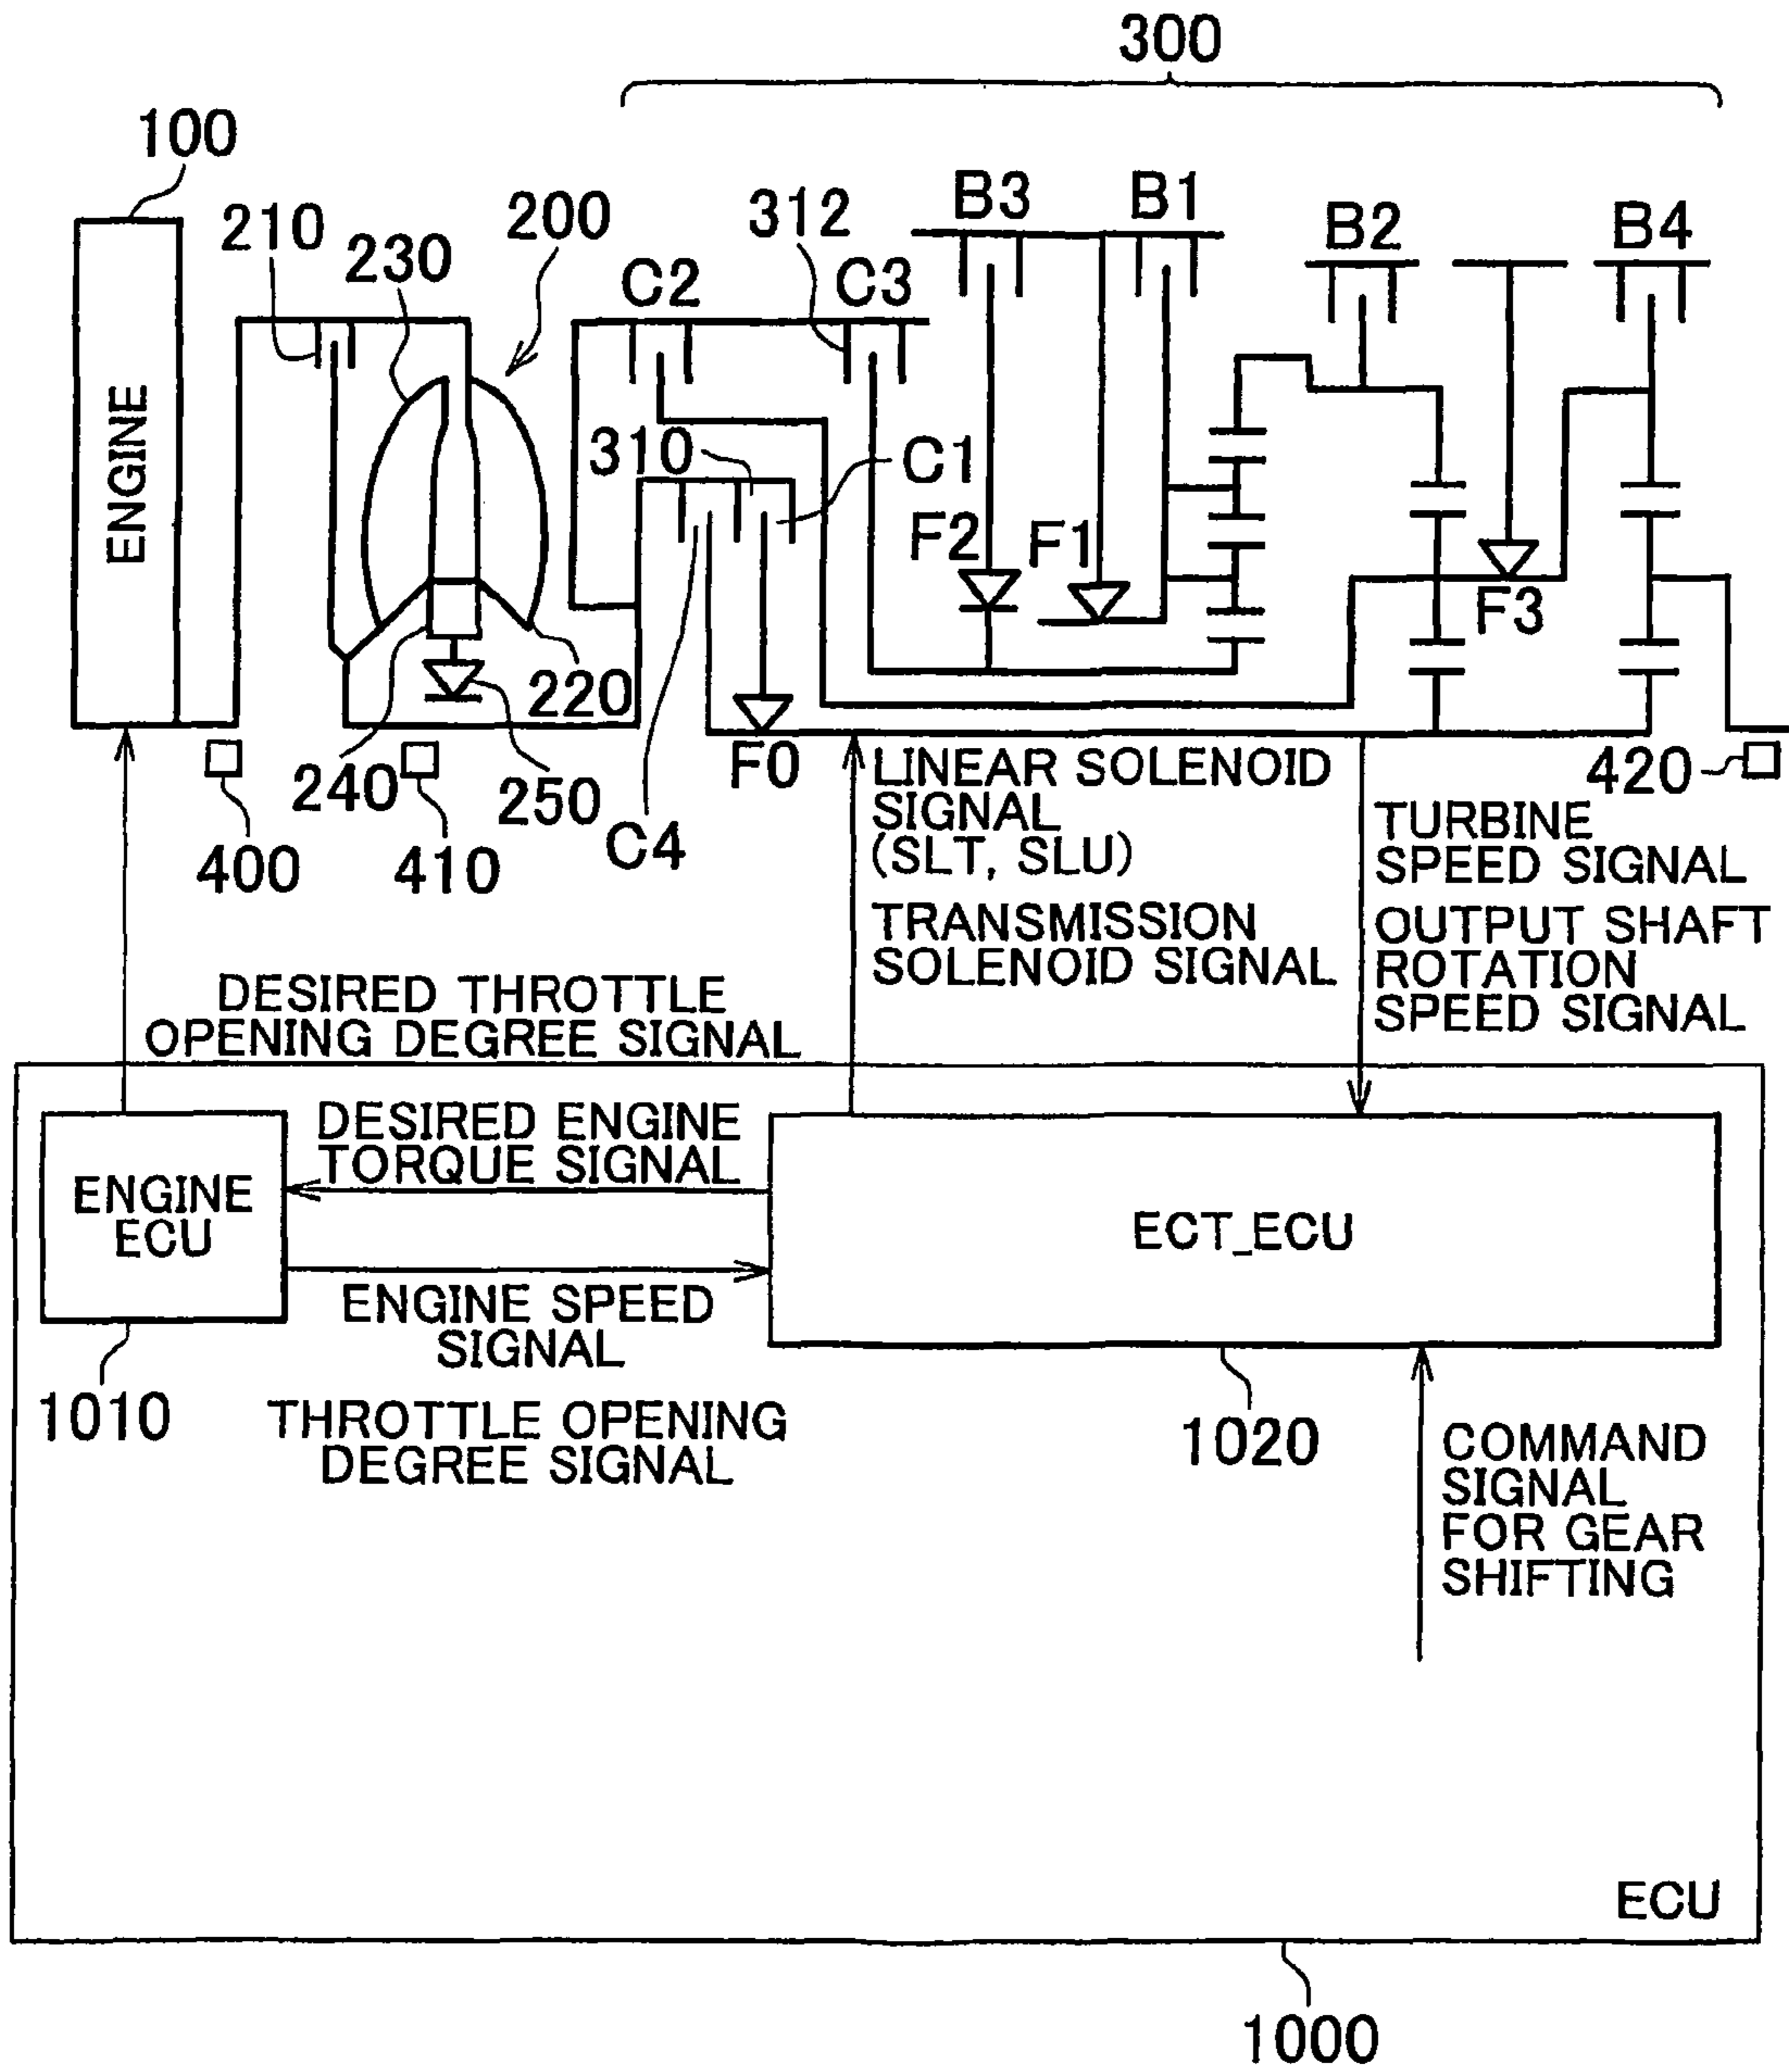 300
100
210
230
200
312
B3
B1
B2
B4
C2
C3
ENGINE
310
C1
F2
F1
F3
220
240
250
F0
400
410
C4
420
LINEAR SOLENOID
SIGNAL
(SLT, SLU)
TRANSMISSION
SOLENOID SIGNAL
TURBINE
SPEED SIGNAL
OUTPUT SHAFT
ROTATION
SPEED SIGNAL
DESIRED THROTTLE
OPENING DEGREE SIGNAL
DESIRED ENGINE
TORQUE SIGNAL
ENGINE
ECU
ECT_ECU
ENGINE SPEED
SIGNAL
1010
THROTTLE OPENING
DEGREE SIGNAL
1020
COMMAND
SIGNAL
FOR GEAR
SHIFTING
ECU
1000